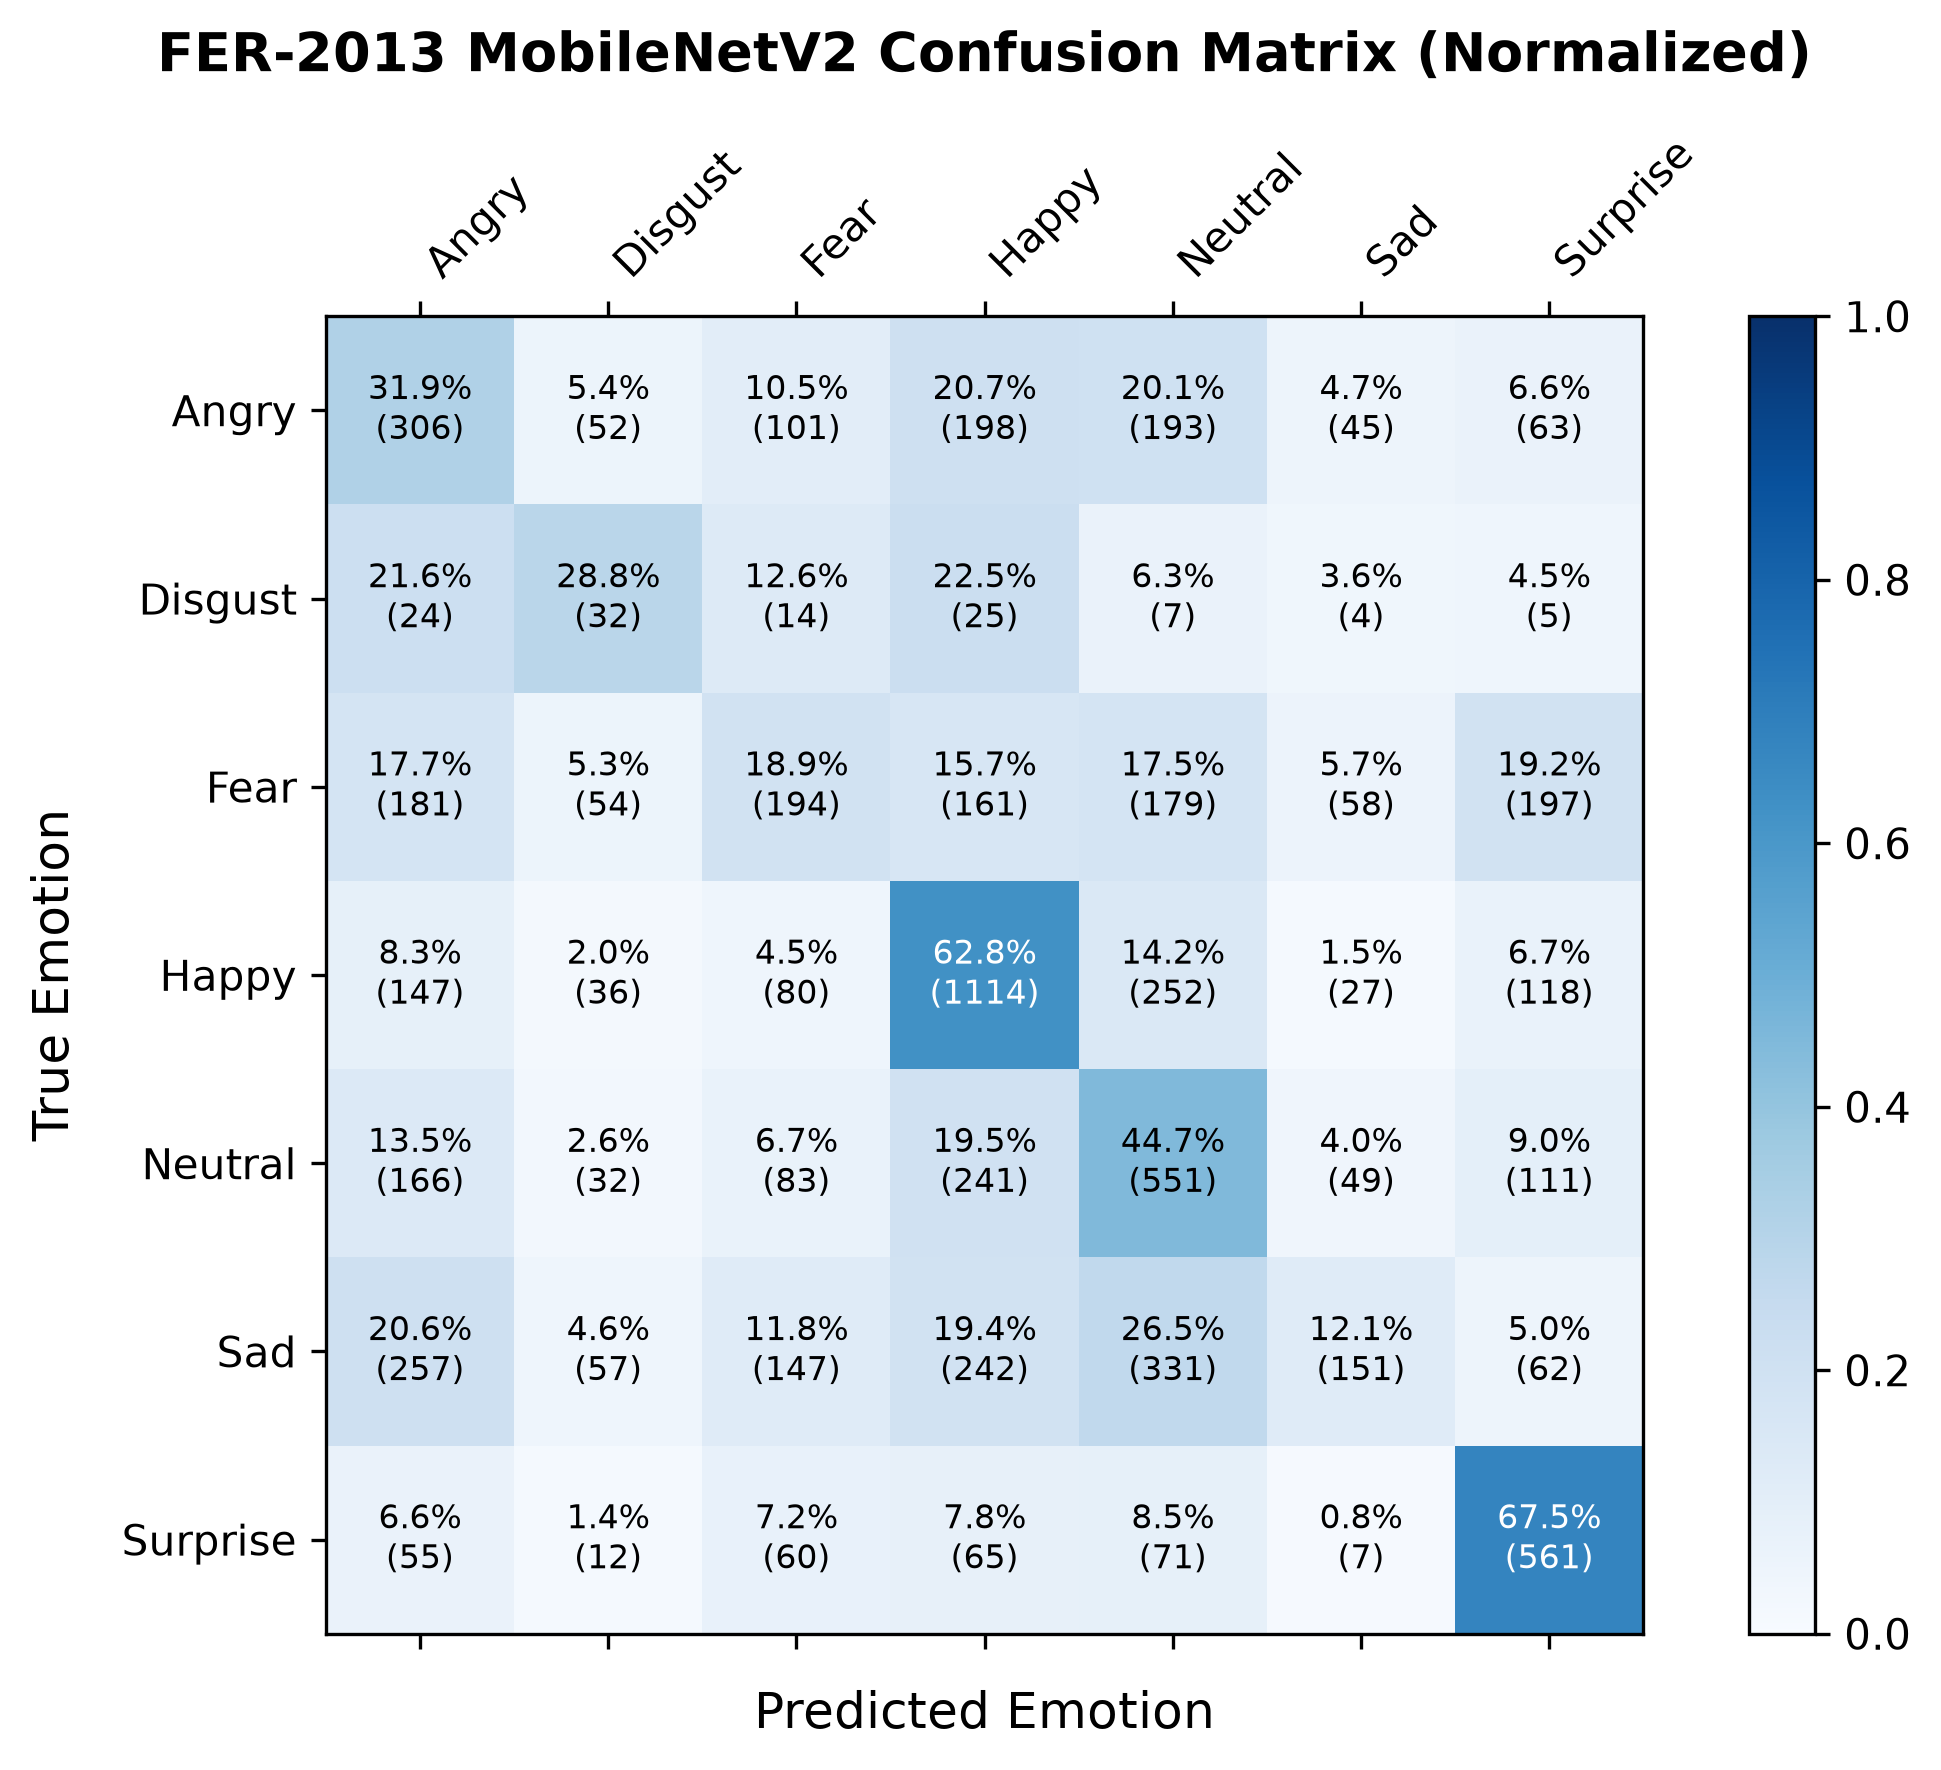 FER-2013 MobileNetV2 Confusion Matrix (Normalized)
Angry Disgust Fear Happy Neutral Sad Surprise
Angry 31.9% 5.4% 10.5% 20.7% 20.1% 4.7% 6.6%
(306) (52) (101) (198) (193) (45) (63)
Disgust 21.6% 28.8% 12.6% 22.5% 6.3% 3.6% 4.5%
(24) (32) (14) (25) (7) (4) (5)
Fear 17.7% 5.3% 18.9% 15.7% 17.5% 5.7% 19.2%
(181) (54) (194) (161) (179) (58) (197)
Happy 8.3% 2.0% 4.5% 62.8% 14.2% 1.5% 6.7%
(147) (36) (80) (1114) (252) (27) (118)
Neutral 13.5% 2.6% 6.7% 19.5% 44.7% 4.0% 9.0%
(166) (32) (83) (241) (551) (49) (111)
Sad 20.6% 4.6% 11.8% 19.4% 26.5% 12.1% 5.0%
(257) (57) (147) (242) (331) (151) (62)
Surprise 6.6% 1.4% 7.2% 7.8% 8.5% 0.8% 67.5%
(55) (12) (60) (65) (71) (7) (561)
True Emotion
Predicted Emotion
1.0
0.8
0.6
0.4
0.2
0.0